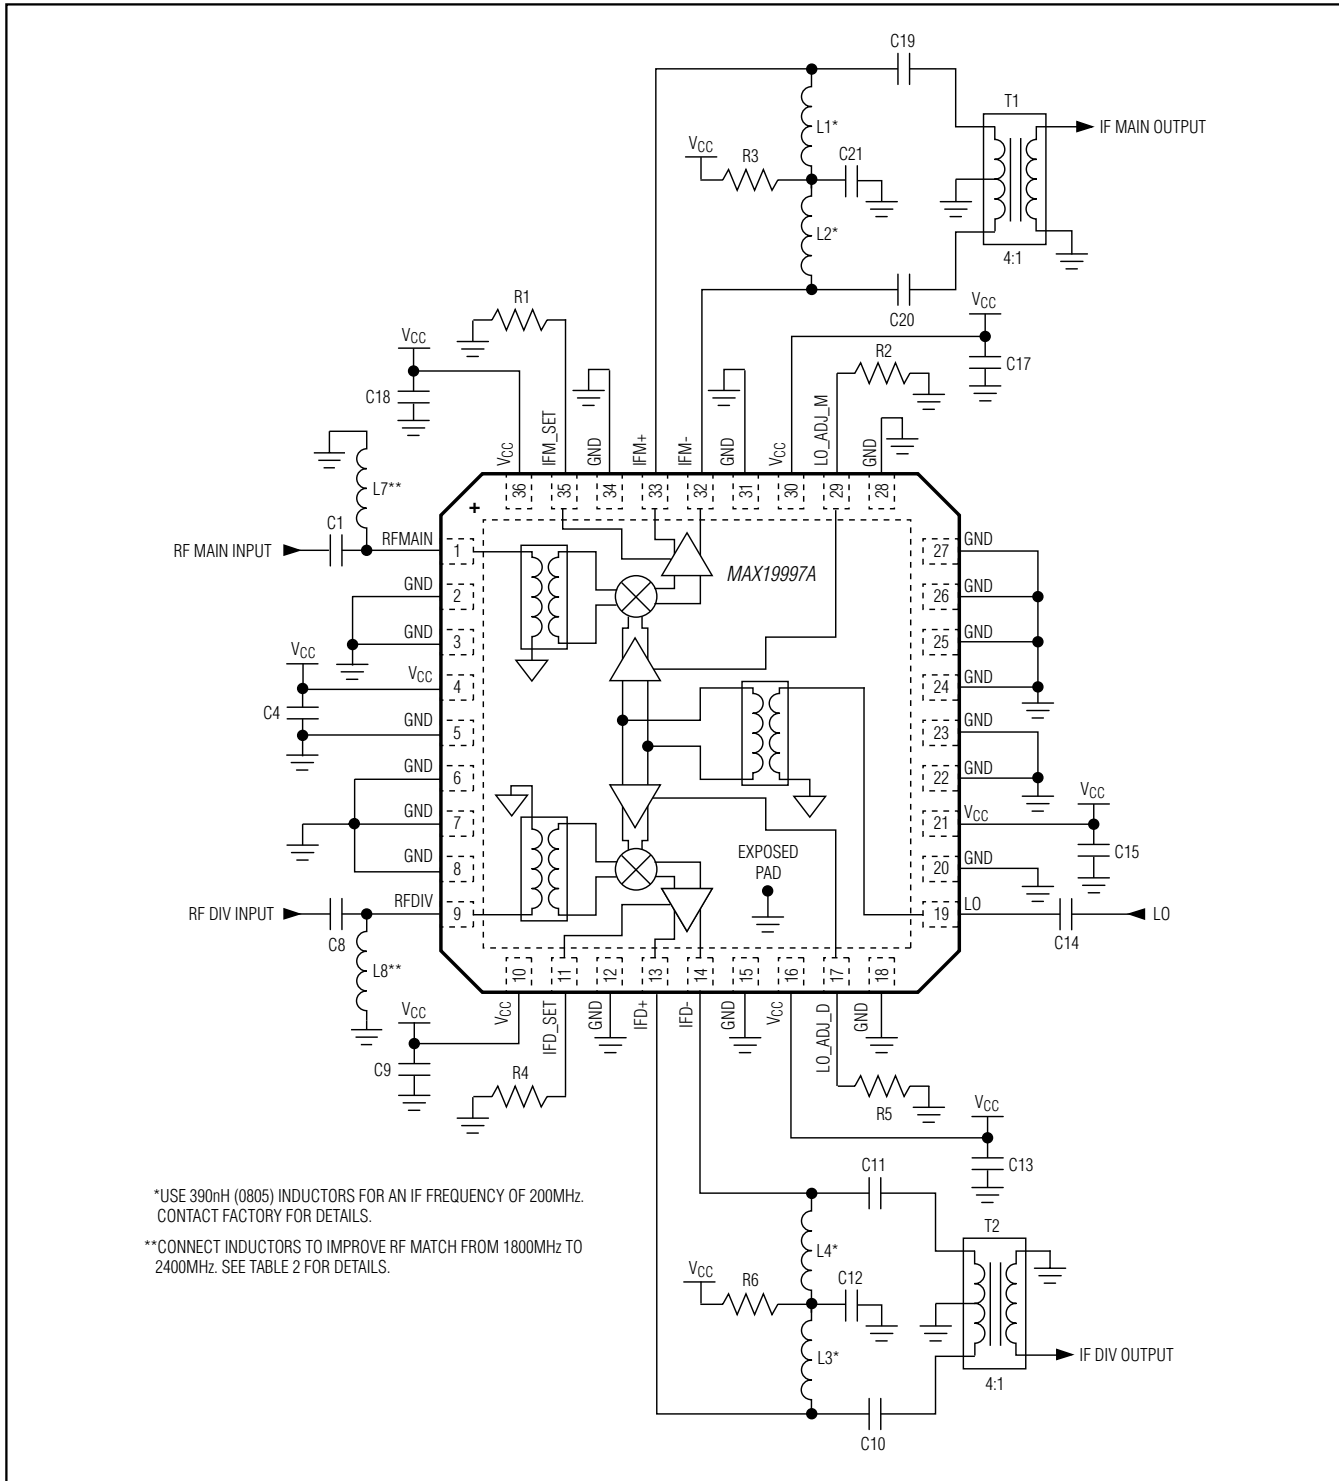 C19
T1
L1*
IF MAIN OUTPUT
VCC
R3
C21
L2*
4:1
R1
C20
VCC
VCC
R2
C17
C18
VCC
IFM_SET
GND
IFM+
IFM-
GND
VCC
LO_ADJ_M
GND
L7**
36
35
34
33
32
31
30
29
28
+
C1
RF MAIN INPUT
RFMAIN
1
27
GND
MAX19997A
GND
2
26
GND
GND
3
25
GND
VCC
VCC
4
24
GND
C4
GND
5
23
GND
GND
6
22
GND
VCC
GND
7
21
VCC
EXPOSED
PAD
C15
GND
8
20
GND
RF DIV INPUT
RFDIV
9
19
LO
LO
C8
C14
L8**
10
11
12
13
14
15
16
17
18
VCC
IFD_SET
GND
IFD+
IFD-
GND
VCC
LO_ADJ_D
GND
VCC
C9
R4
R5
VCC
C13
C11
*USE 390nH (0805) INDUCTORS FOR AN IF FREQUENCY OF 200MHz.
CONTACT FACTORY FOR DETAILS.
**CONNECT INDUCTORS TO IMPROVE RF MATCH FROM 1800MHz TO
2400MHz. SEE TABLE 2 FOR DETAILS.
T2
L4*
VCC
R6
C12
L3*
IF DIV OUTPUT
4:1
C10